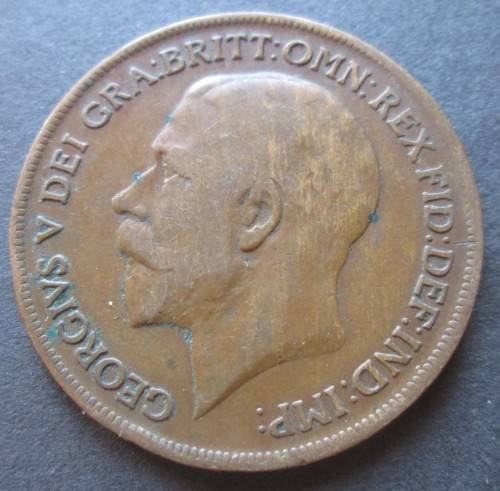 GEORGIVS V DEI GRA:BRITT:OMN:REX FID:DEF:IND:IMP: